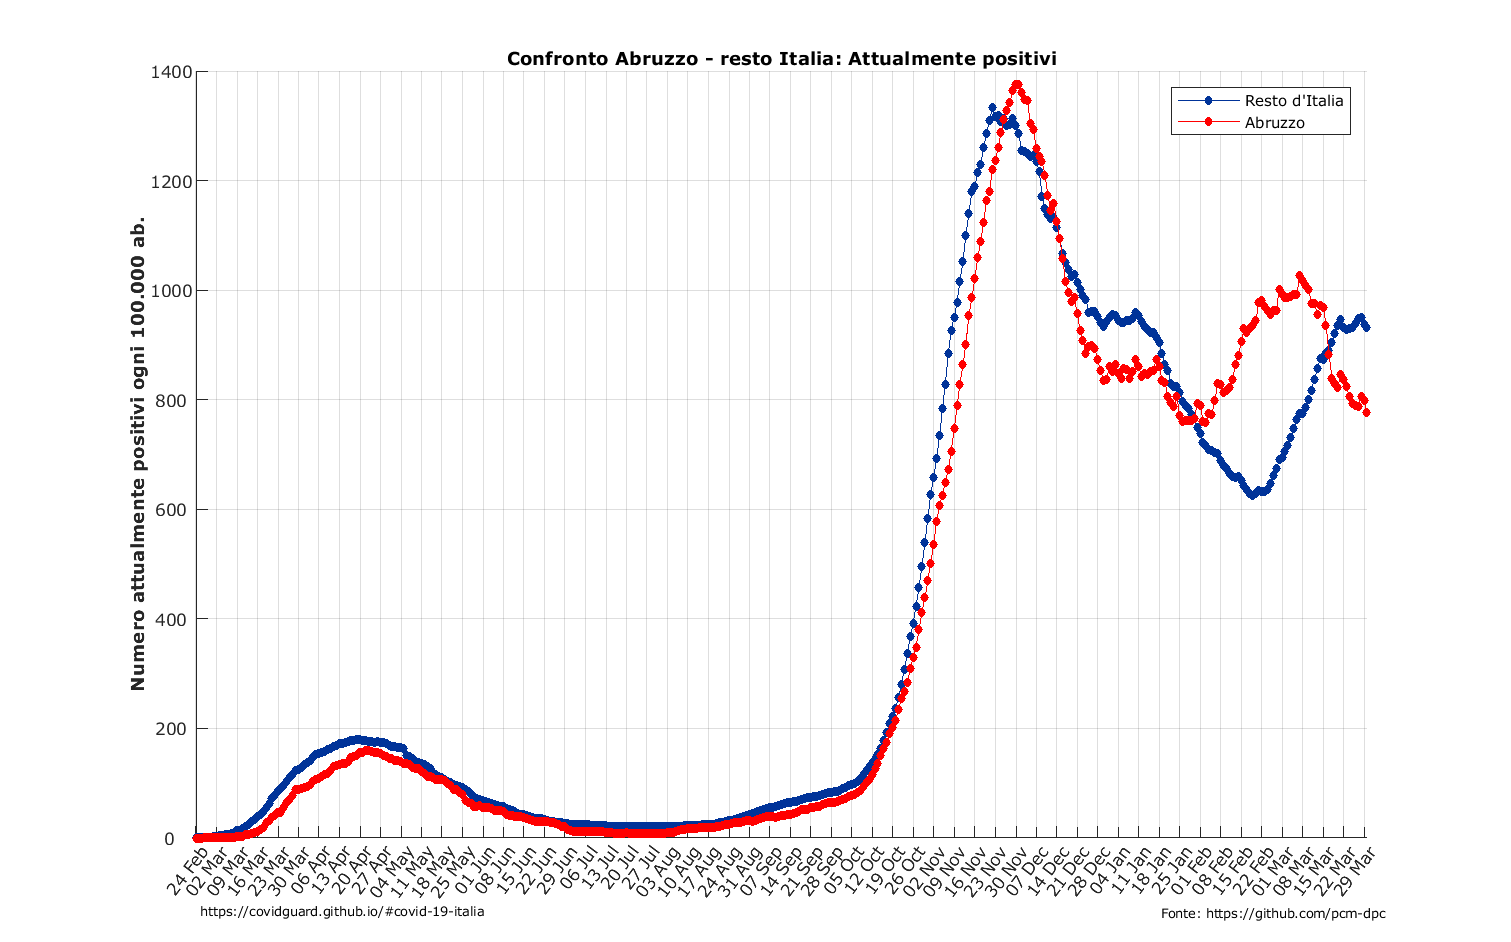 Confronto Abruzzo - resto Italia: Attualmente positivi
Numero attualmente positivi ogni 100.000 ab.
1400
1200
1000
800
600
400
200
0
Resto d'Italia
Abruzzo
24 Feb
02 Mar
09 Mar
16 Mar
23 Mar
30 Mar
06 Apr
13 Apr
20 Apr
27 Apr
04 May
11 May
18 May
25 May
01 Jun
08 Jun
15 Jun
22 Jun
29 Jun
06 Jul
13 Jul
20 Jul
27 Jul
03 Aug
10 Aug
17 Aug
24 Aug
31 Aug
07 Sep
14 Sep
21 Sep
28 Sep
05 Oct
12 Oct
19 Oct
26 Oct
02 Nov
09 Nov
16 Nov
23 Nov
30 Nov
07 Dec
14 Dec
21 Dec
28 Dec
04 Jan
11 Jan
18 Jan
25 Jan
01 Feb
08 Feb
15 Feb
22 Feb
01 Mar
08 Mar
15 Mar
22 Mar
29 Mar
https://covidguard.github.io/#covid-19-italia
Fonte: https://github.com/pcm-dpc